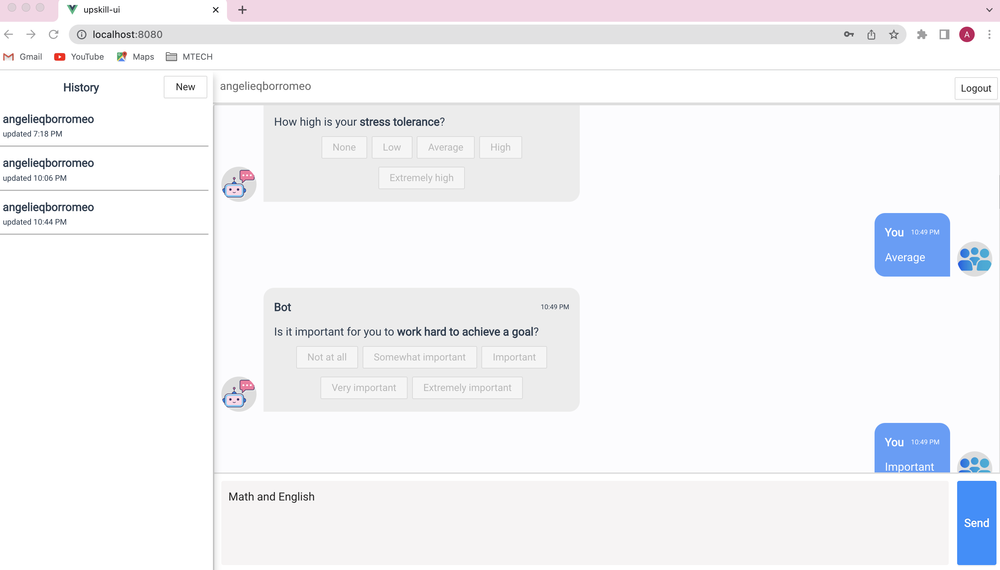 upskill-ui
localhost:8080
A
Gmail
YouTube
Maps
MTECH
History
New
angelieqborromeo
updated 7:18 PM
angelieqborromeo
updated 10:06 PM
angelieqborromeo
updated 10:44 PM
angelieqborromeo
Logout
How high is your stress tolerance?
None
Low
Average
High
Extremely high
You 10:49 PM
Average
Bot 10:49 PM
Is it important for you to work hard to achieve a goal?
Not at all
Somewhat important
Important
Very important
Extremely important
You 10:49 PM
Important
Math and English
Send